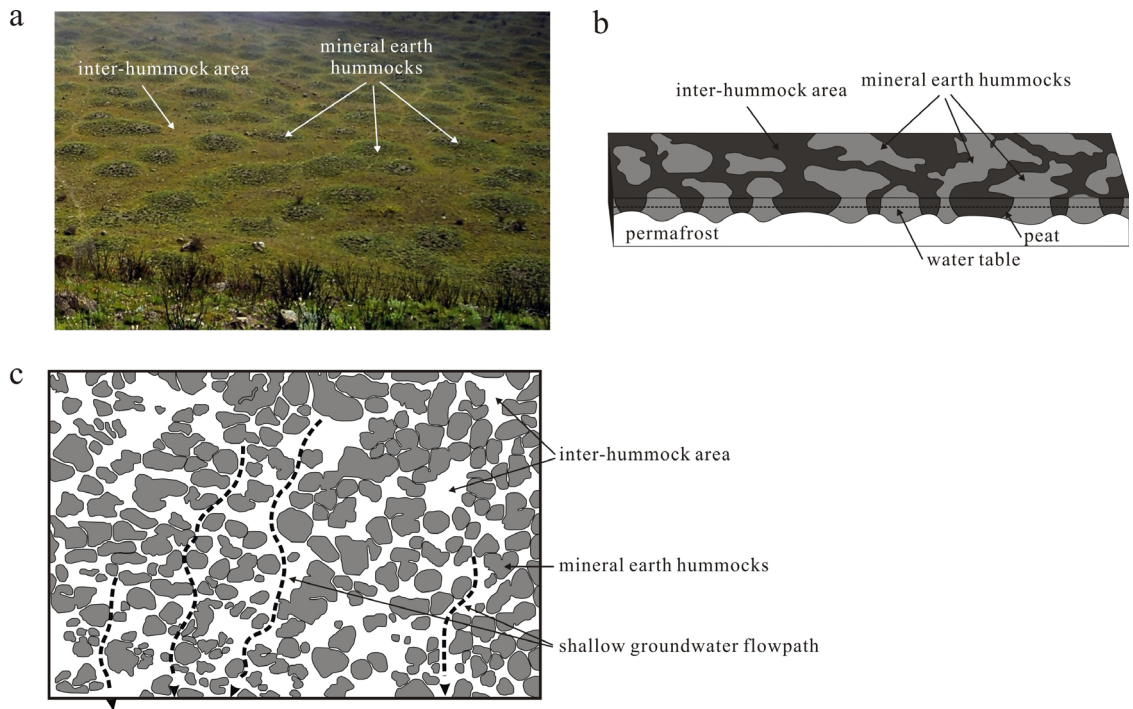 a
inter-hummock area
mineral earth
hummocks
b
inter-hummock area
mineral earth hummocks
permafrost
peat
water table
c
inter-hummock area
mineral earth hummocks
shallow groundwater flowpath